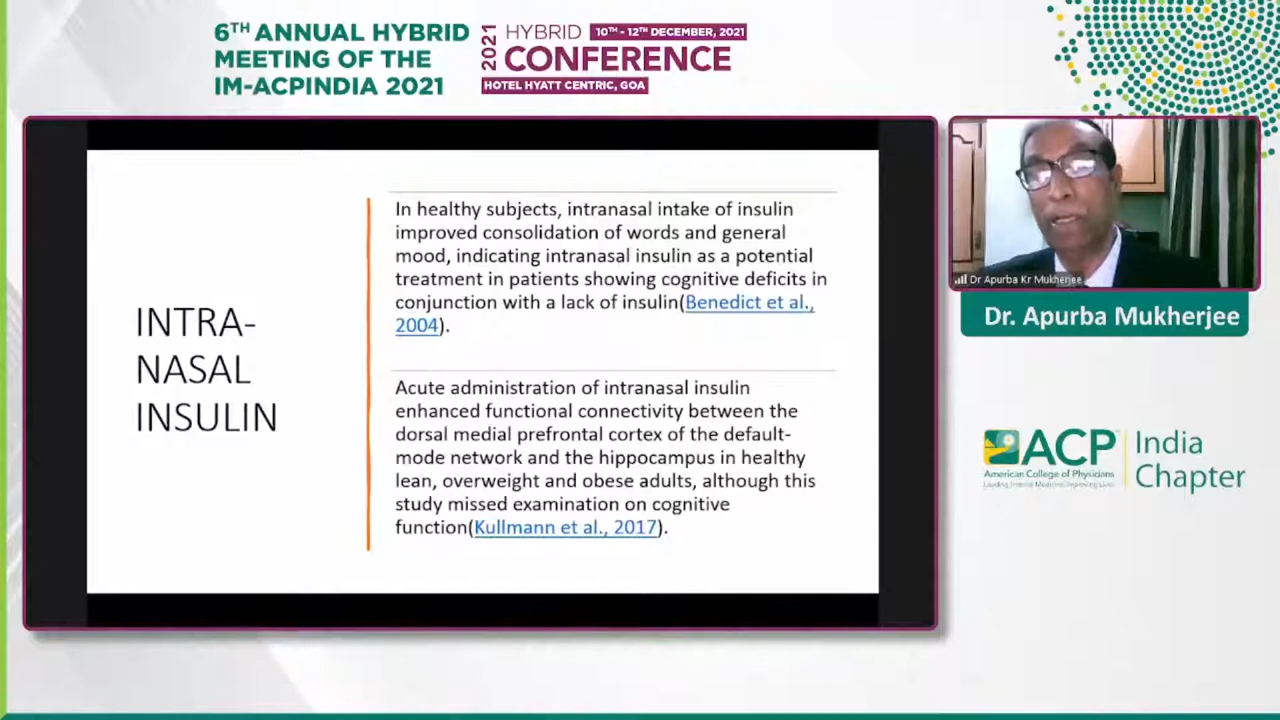 6TH ANNUAL HYBRID
MEETING OF THE
IM-ACPINDIA 2021
2021
HYBRID
10TH - 12TH DECEMBER, 2021
CONFERENCE
HOTEL HYATT CENTRIC, GOA
INTRA-
NASAL
INSULIN
In healthy subjects, intranasal intake of insulin
improved consolidation of words and general
mood, indicating intranasal insulin as a potential
treatment in patients showing cognitive deficits in
conjunction with a lack of insulin(Benedict et al.,
2004).
Acute administration of intranasal insulin
enhanced functional connectivity between the
dorsal medial prefrontal cortex of the default-
mode network and the hippocampus in healthy
lean, overweight and obese adults, although this
study missed examination on cognitive
function(Kullmann et al., 2017).
Dr Apurba Kr Mukherjee
Dr. Apurba Mukherjee
ACP
American College of Physicians
Leading Internal Medicine, Improving Lives
India
Chapter